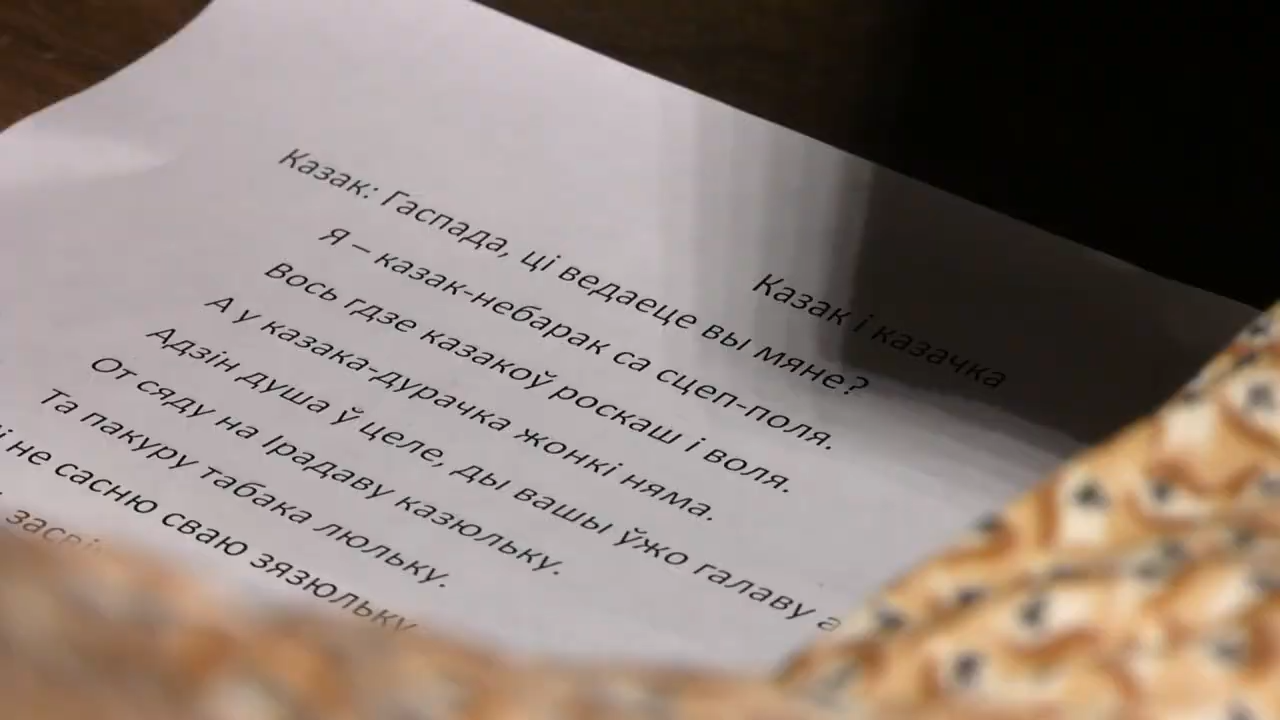 Казак і казачка
Казак: Гаспада, ці ведаеце вы мяне?
Я – казак-небарак са сцеп-поля.
Вось гдзе казакоў роскаш і воля.
А у казака-дурачка жонкі няма.
Адзін душа ў целе, ды вашы ўжо галаву а
От сяду на Ірадаву казюльку.
Та пакуру табака люльку.
і не сасню сваю зязюльку